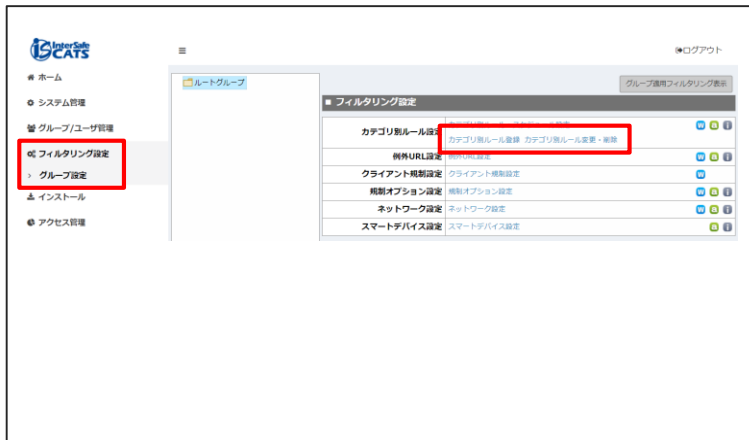 InterSafe
CATS
ログアウト
ホーム
システム管理
グループ/ユーザ管理
フィルタリング設定
> グループ設定
インストール
アクセス管理
ルートグループ
グループ適用フィルタリング表示
■ フィルタリング設定
カテゴリ別ルール設定
カテゴリ別ルール登録 カテゴリ別ルール変更・削除
例外URL設定 例外URL設定
クライアント規制設定 クライアント規制設定
規制オプション設定 規制オプション設定
ネットワーク設定 ネットワーク設定
スマートデバイス設定 スマートデバイス設定